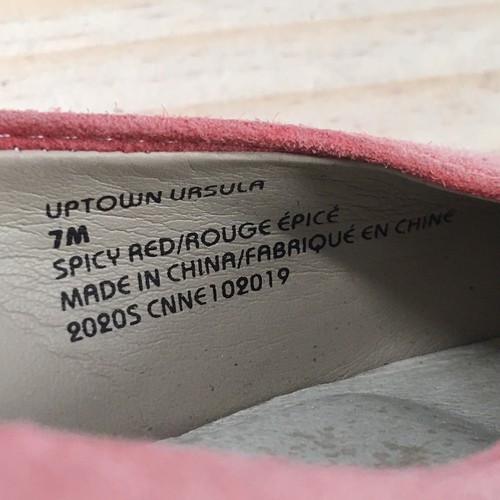 UPTOWN URSULA
7M
SPICY RED/ROUGE ÉPICÉ
MADE IN CHINA/FABRIQUÉ EN CHINE
2020S CNNE102019